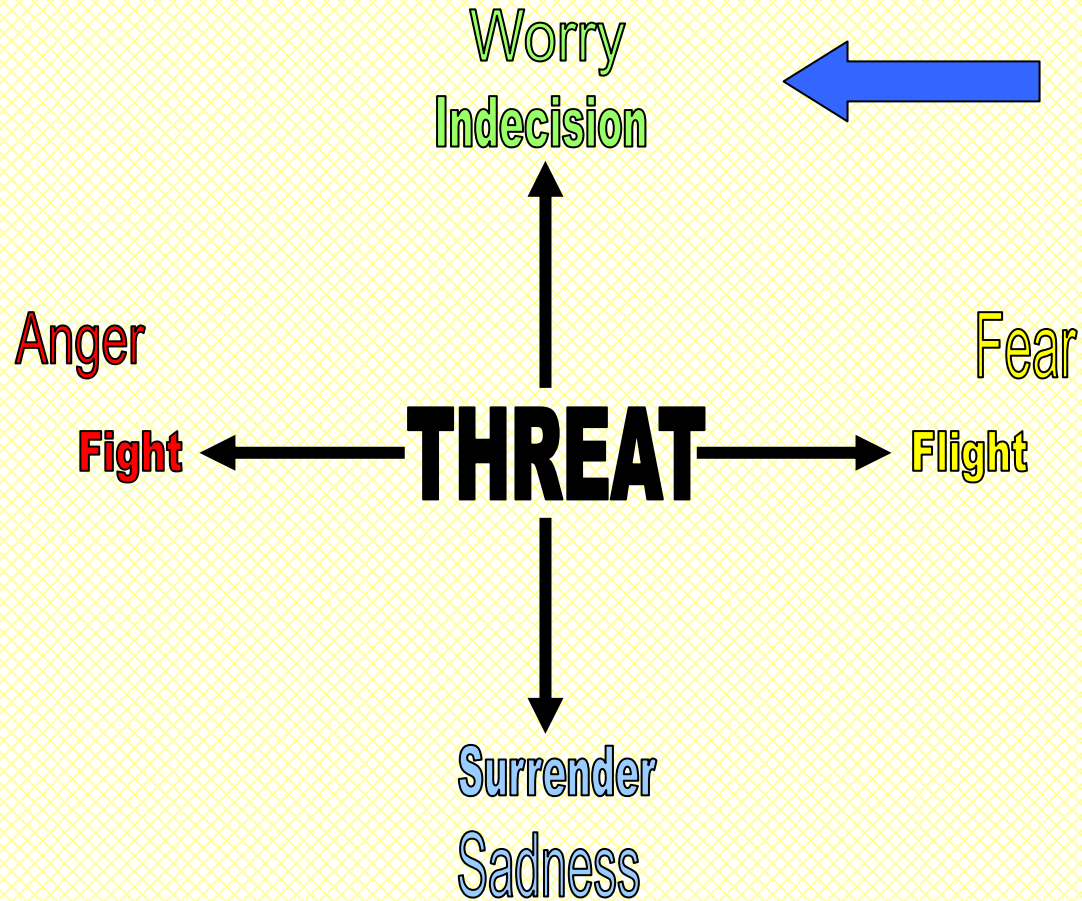 Worry
Indecision
Anger
Fear
Fight
THREAT
Flight
Surrender
Sadness